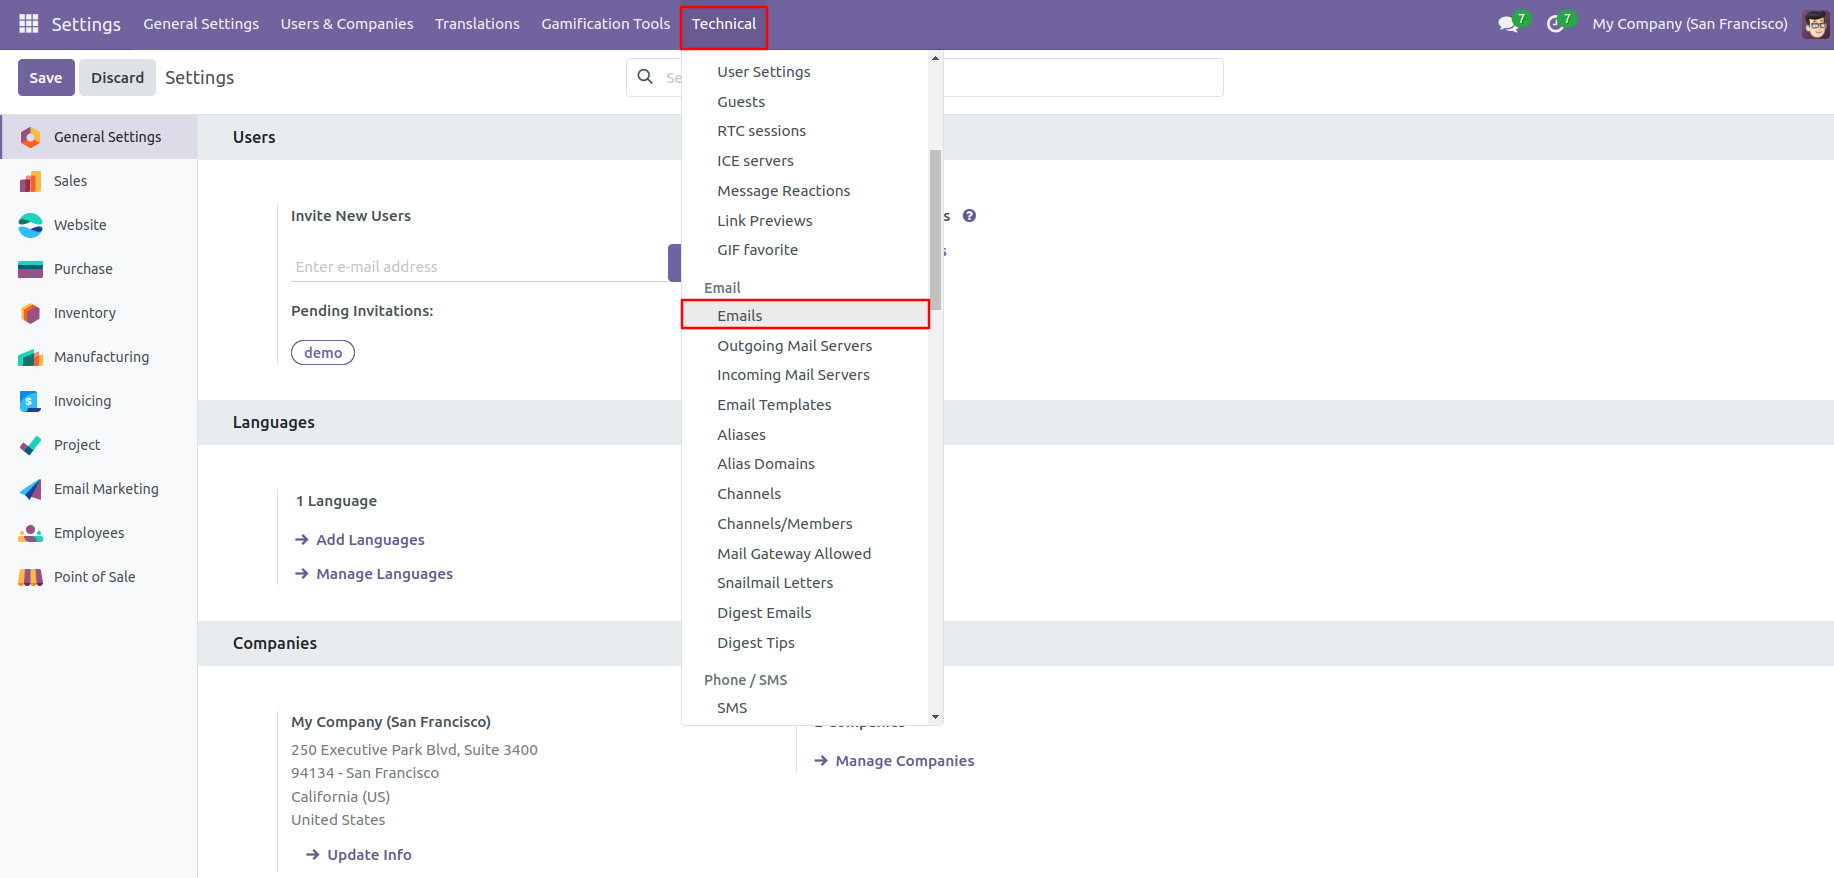 Settings General Settings Users & Companies Translations Gamification Tools Technical 7 7 My Company (San Francisco)
Save Discard Settings
General Settings
Sales
Website
Purchase
Inventory
Manufacturing
Invoicing
Project
Email Marketing
Employees
Point of Sale
Users
Invite New Users
Enter e-mail address
Pending Invitations:
demo
Languages
1 Language
Add Languages
Manage Languages
Companies
My Company (San Francisco)
250 Executive Park Blvd, Suite 3400
94134 - San Francisco
California (US)
United States
Update Info
Manage Companies
User Settings
Guests
RTC sessions
ICE servers
Message Reactions
Link Previews
GIF favorite
Email
Emails
Outgoing Mail Servers
Incoming Mail Servers
Email Templates
Aliases
Alias Domains
Channels
Channels/Members
Mail Gateway Allowed
Snailmail Letters
Digest Emails
Digest Tips
Phone / SMS
SMS